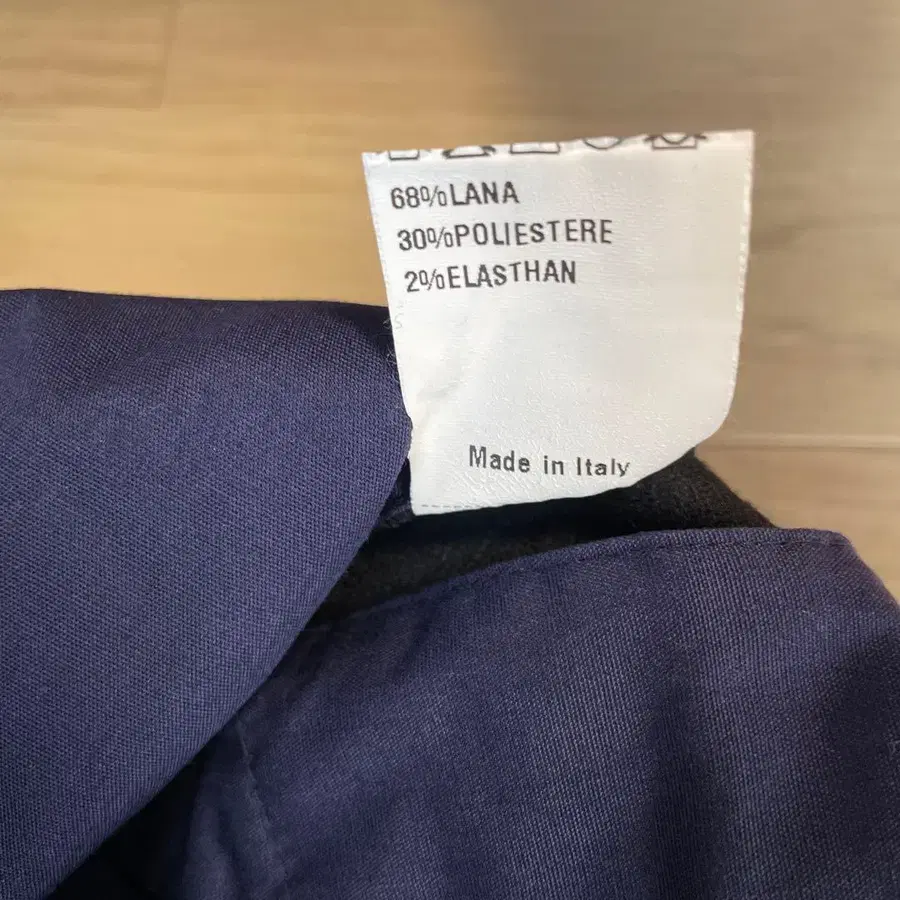 68%LANA
30%POLIESTERE
2%ELASTHAN
Made in Italy